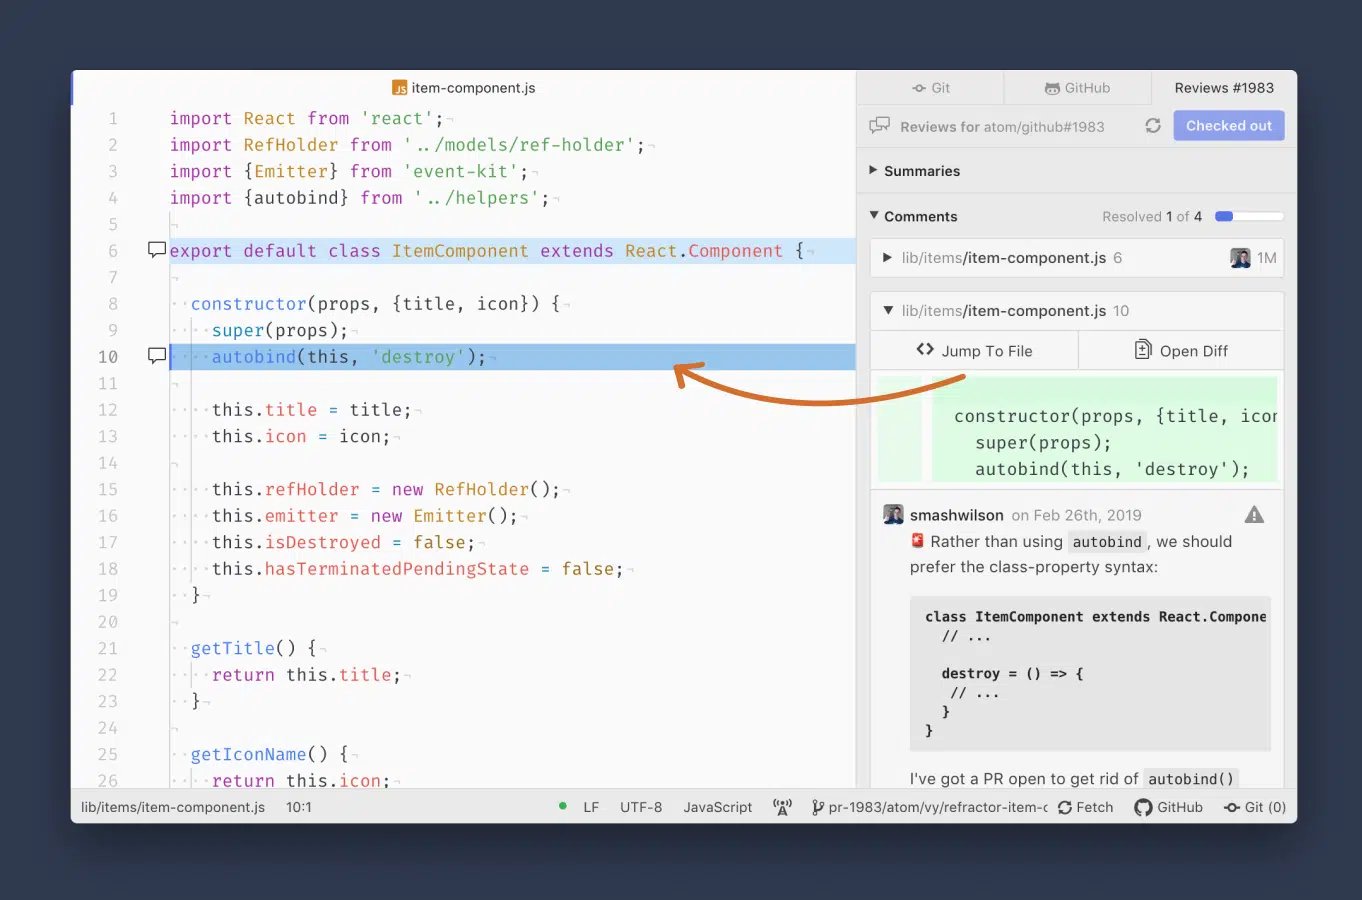 item-component.js
1 import React from 'react';
2 import RefHolder from '../models/ref-holder';
3 import {Emitter} from 'event-kit';
4 import {autobind} from '../helpers';
5
6 export default class ItemComponent extends React.Component {
7
8 constructor(props, {title, icon}) {
9 super(props);
10 autobind(this, 'destroy');
11
12 this.title = title;
13 this.icon = icon;
14
15 this.refHolder = new RefHolder();
16 this.emitter = new Emitter();
17 this.isDestroyed = false;
18 this.hasTerminatedPendingState = false;
19 }
20
21 getTitle() {
22 return this.title;
23 }
24
25 getIconName() {
26 return this.icon;
Git GitHub Reviews #1983
Reviews for atom/github#1983 Checked out
Summaries
Comments Resolved 1 of 4
lib/items/item-component.js 6 1M
lib/items/item-component.js 10
Jump To File Open Diff
constructor(props, {title, icon
super(props);
autobind(this, 'destroy');
smashwilson on Feb 26th, 2019
🚨 Rather than using autobind, we should
prefer the class-property syntax:
class ItemComponent extends React.Compone
// ...
destroy = () => {
// ...
}
}
I've got a PR open to get rid of autobind()
lib/items/item-component.js 10:1 LF UTF-8 JavaScript pr-1983/atom/vy/refractor-item-c Fetch GitHub Git (0)